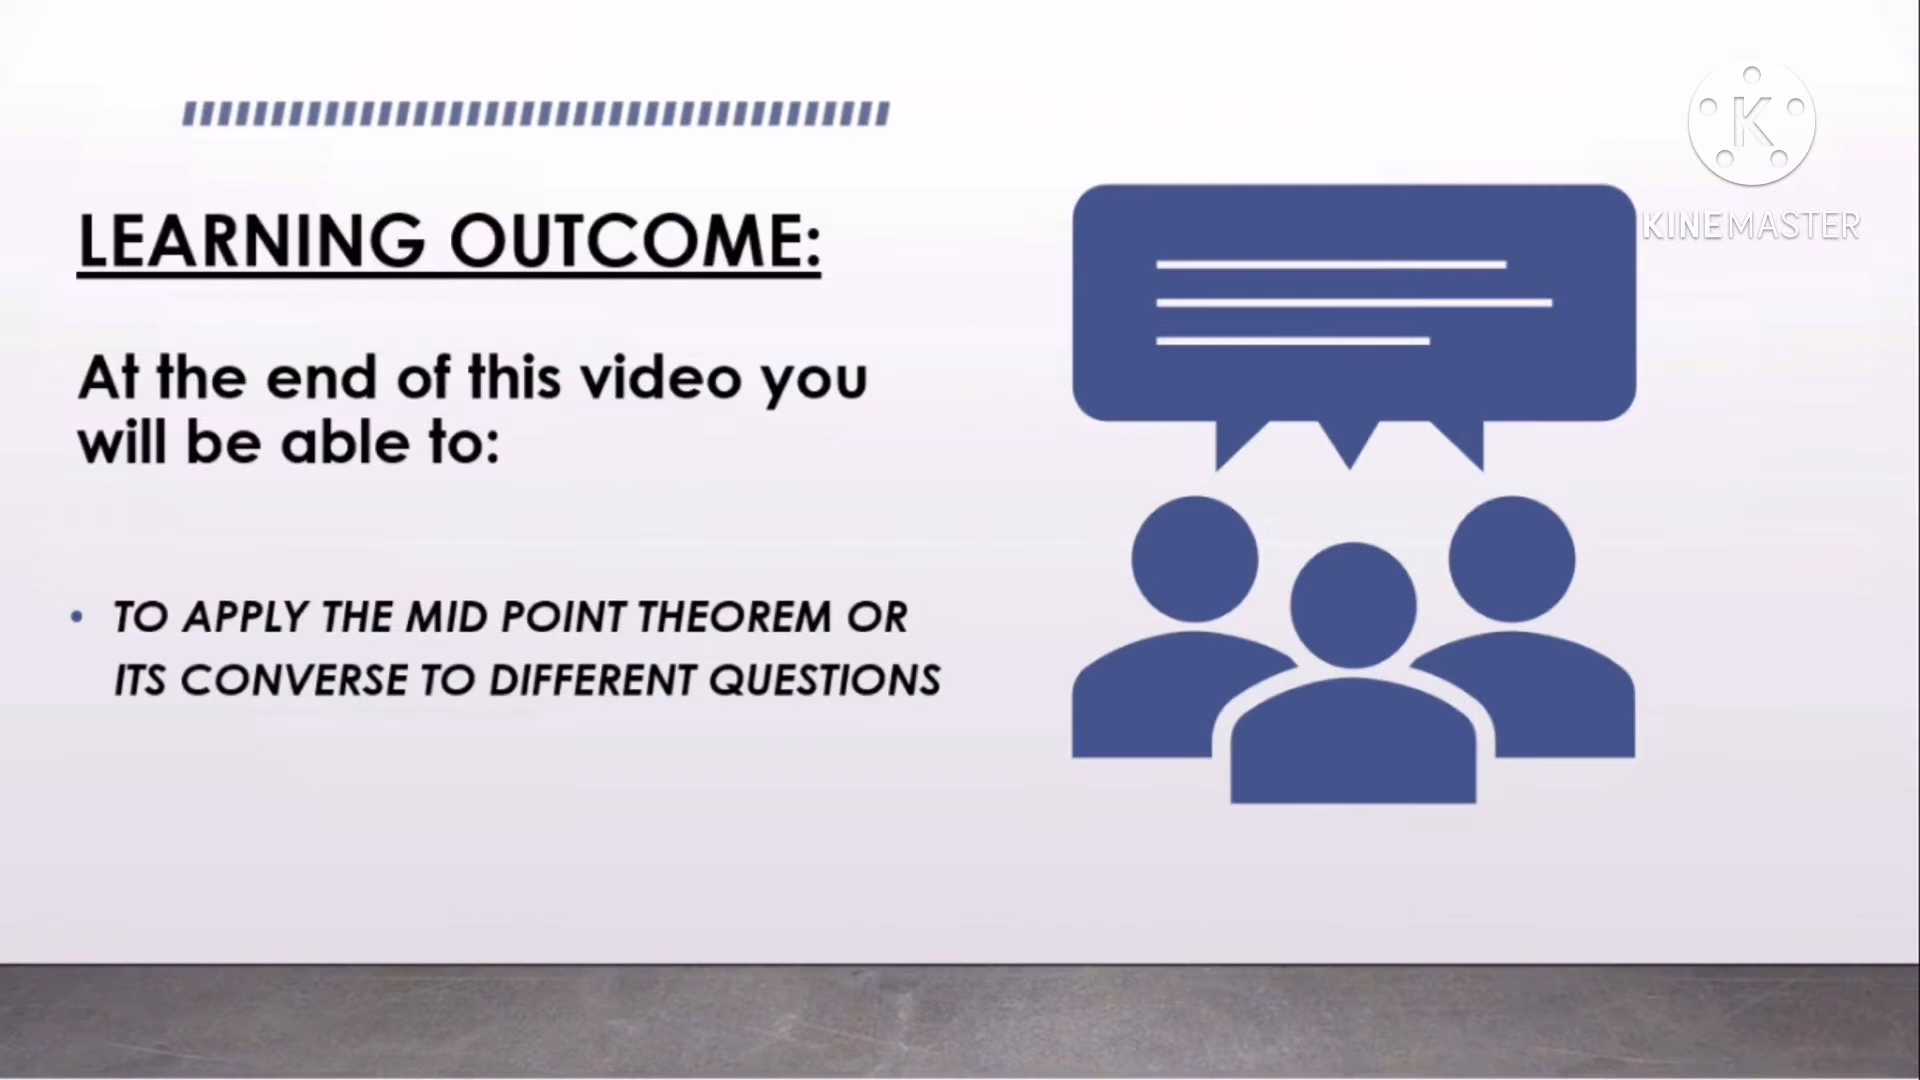 LEARNING OUTCOME:
At the end of this video you
will be able to:
• TO APPLY THE MID POINT THEOREM OR
ITS CONVERSE TO DIFFERENT QUESTIONS
K
KINEMASTER